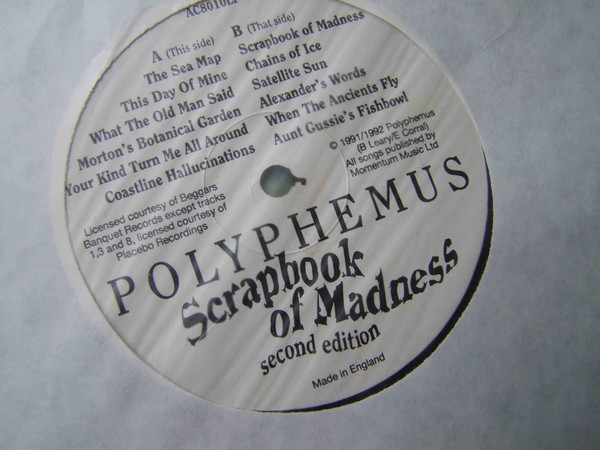 AC8010LP
A (This side)
The Sea Map
This Day Of Mine
What The Old Man Said
Morton's Botanical Garden
Your Kind Turn Me All Around
Coastline Hallucinations
B (That side)
Scrapbook of Madness
Chains of Ice
Satellite Sun
Alexander's Words
When The Ancients Fly
Aunt Gussie's Fishbowl
© 1991/1992 Polyphemus
(B Leary/E Corral)
All songs published by
Momentum Music Ltd
Licensed courtesy of Beggars
Banquet Records except tracks
1,3 and 8, licensed courtesy of
Placebo Recordings
POLYPHEMUS
Scrapbook
of Madness
second edition
Made in England